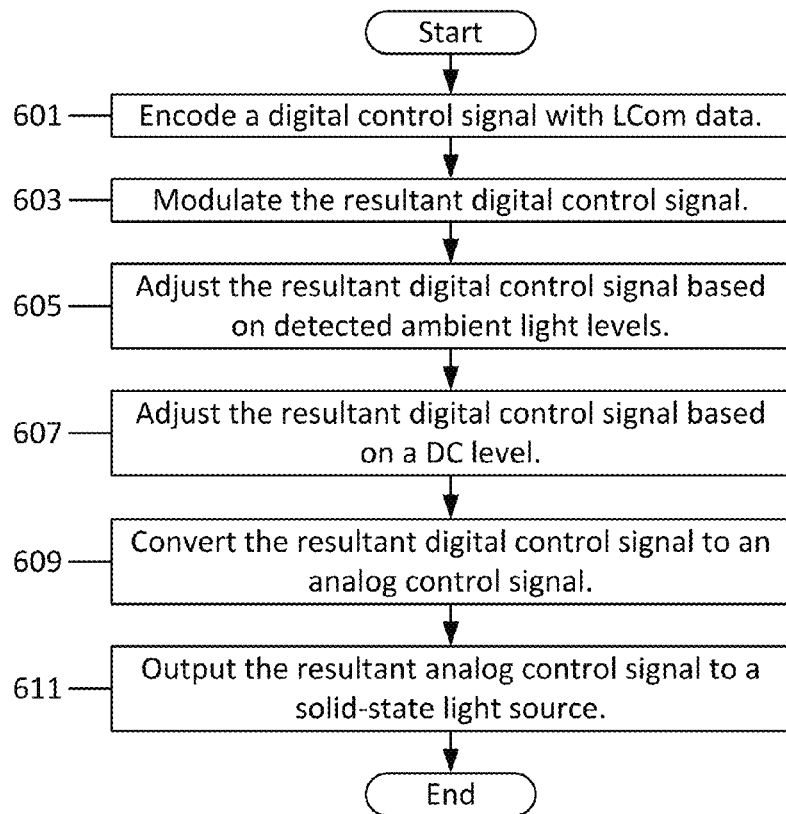 Start
601 Encode a digital control signal with LCom data.
603 Modulate the resultant digital control signal.
Adjust the resultant digital control signal based
605
on detected ambient light levels.
Adjust the resultant digital control signal based
607
on a DC level.
Convert the resultant digital control signal to an
609
analog control signal.
Output the resultant analog control signal to a
611
solid-state light source.
End